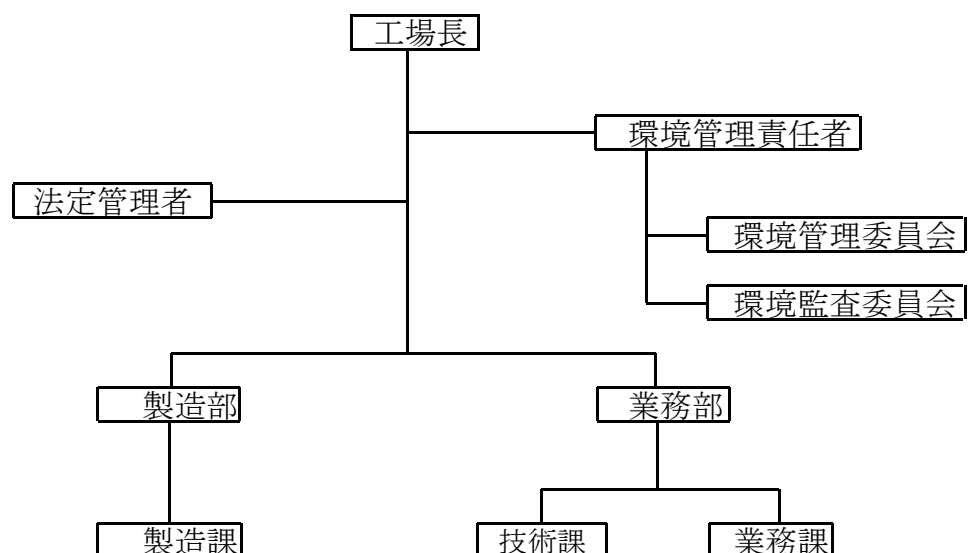 工場長
環境管理責任者
法定管理者
環境管理委員会
環境監査委員会
製造部
業務部
製造課
技術課
業務課